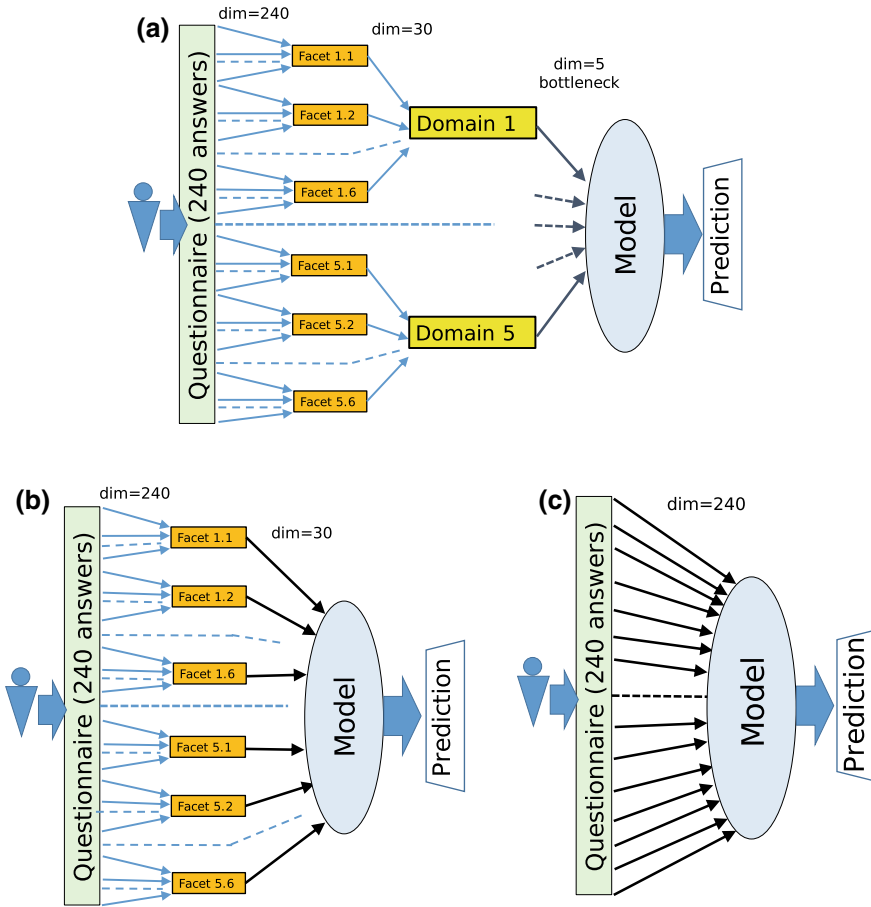 (a)
dim=240
dim=30
dim=5
bottleneck
Questionnaire (240 answers)
Facet 1.1
Facet 1.2
Facet 1.6
Facet 5.1
Facet 5.2
Facet 5.6
Domain 1
Domain 5
Model
Prediction
(b)
dim=240
dim=30
Questionnaire (240 answers)
Facet 1.1
Facet 1.2
Facet 1.6
Facet 5.1
Facet 5.2
Facet 5.6
Model
Prediction
(c)
dim=240
Questionnaire (240 answers)
Model
Prediction